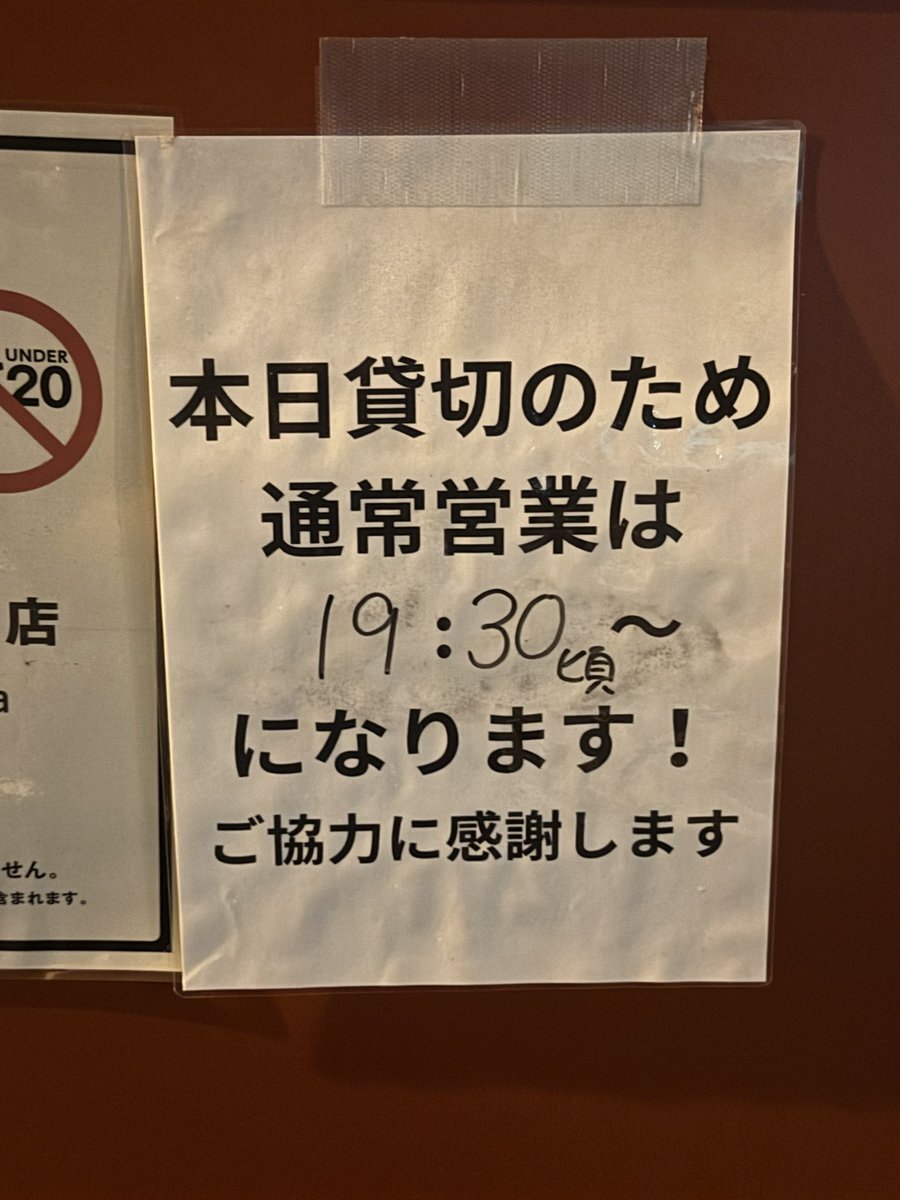 UNDER
20
店
a
せん。
含まれます。
本日貸切のため
通常営業は
19:30頃〜
になります！
ご協力に感謝します